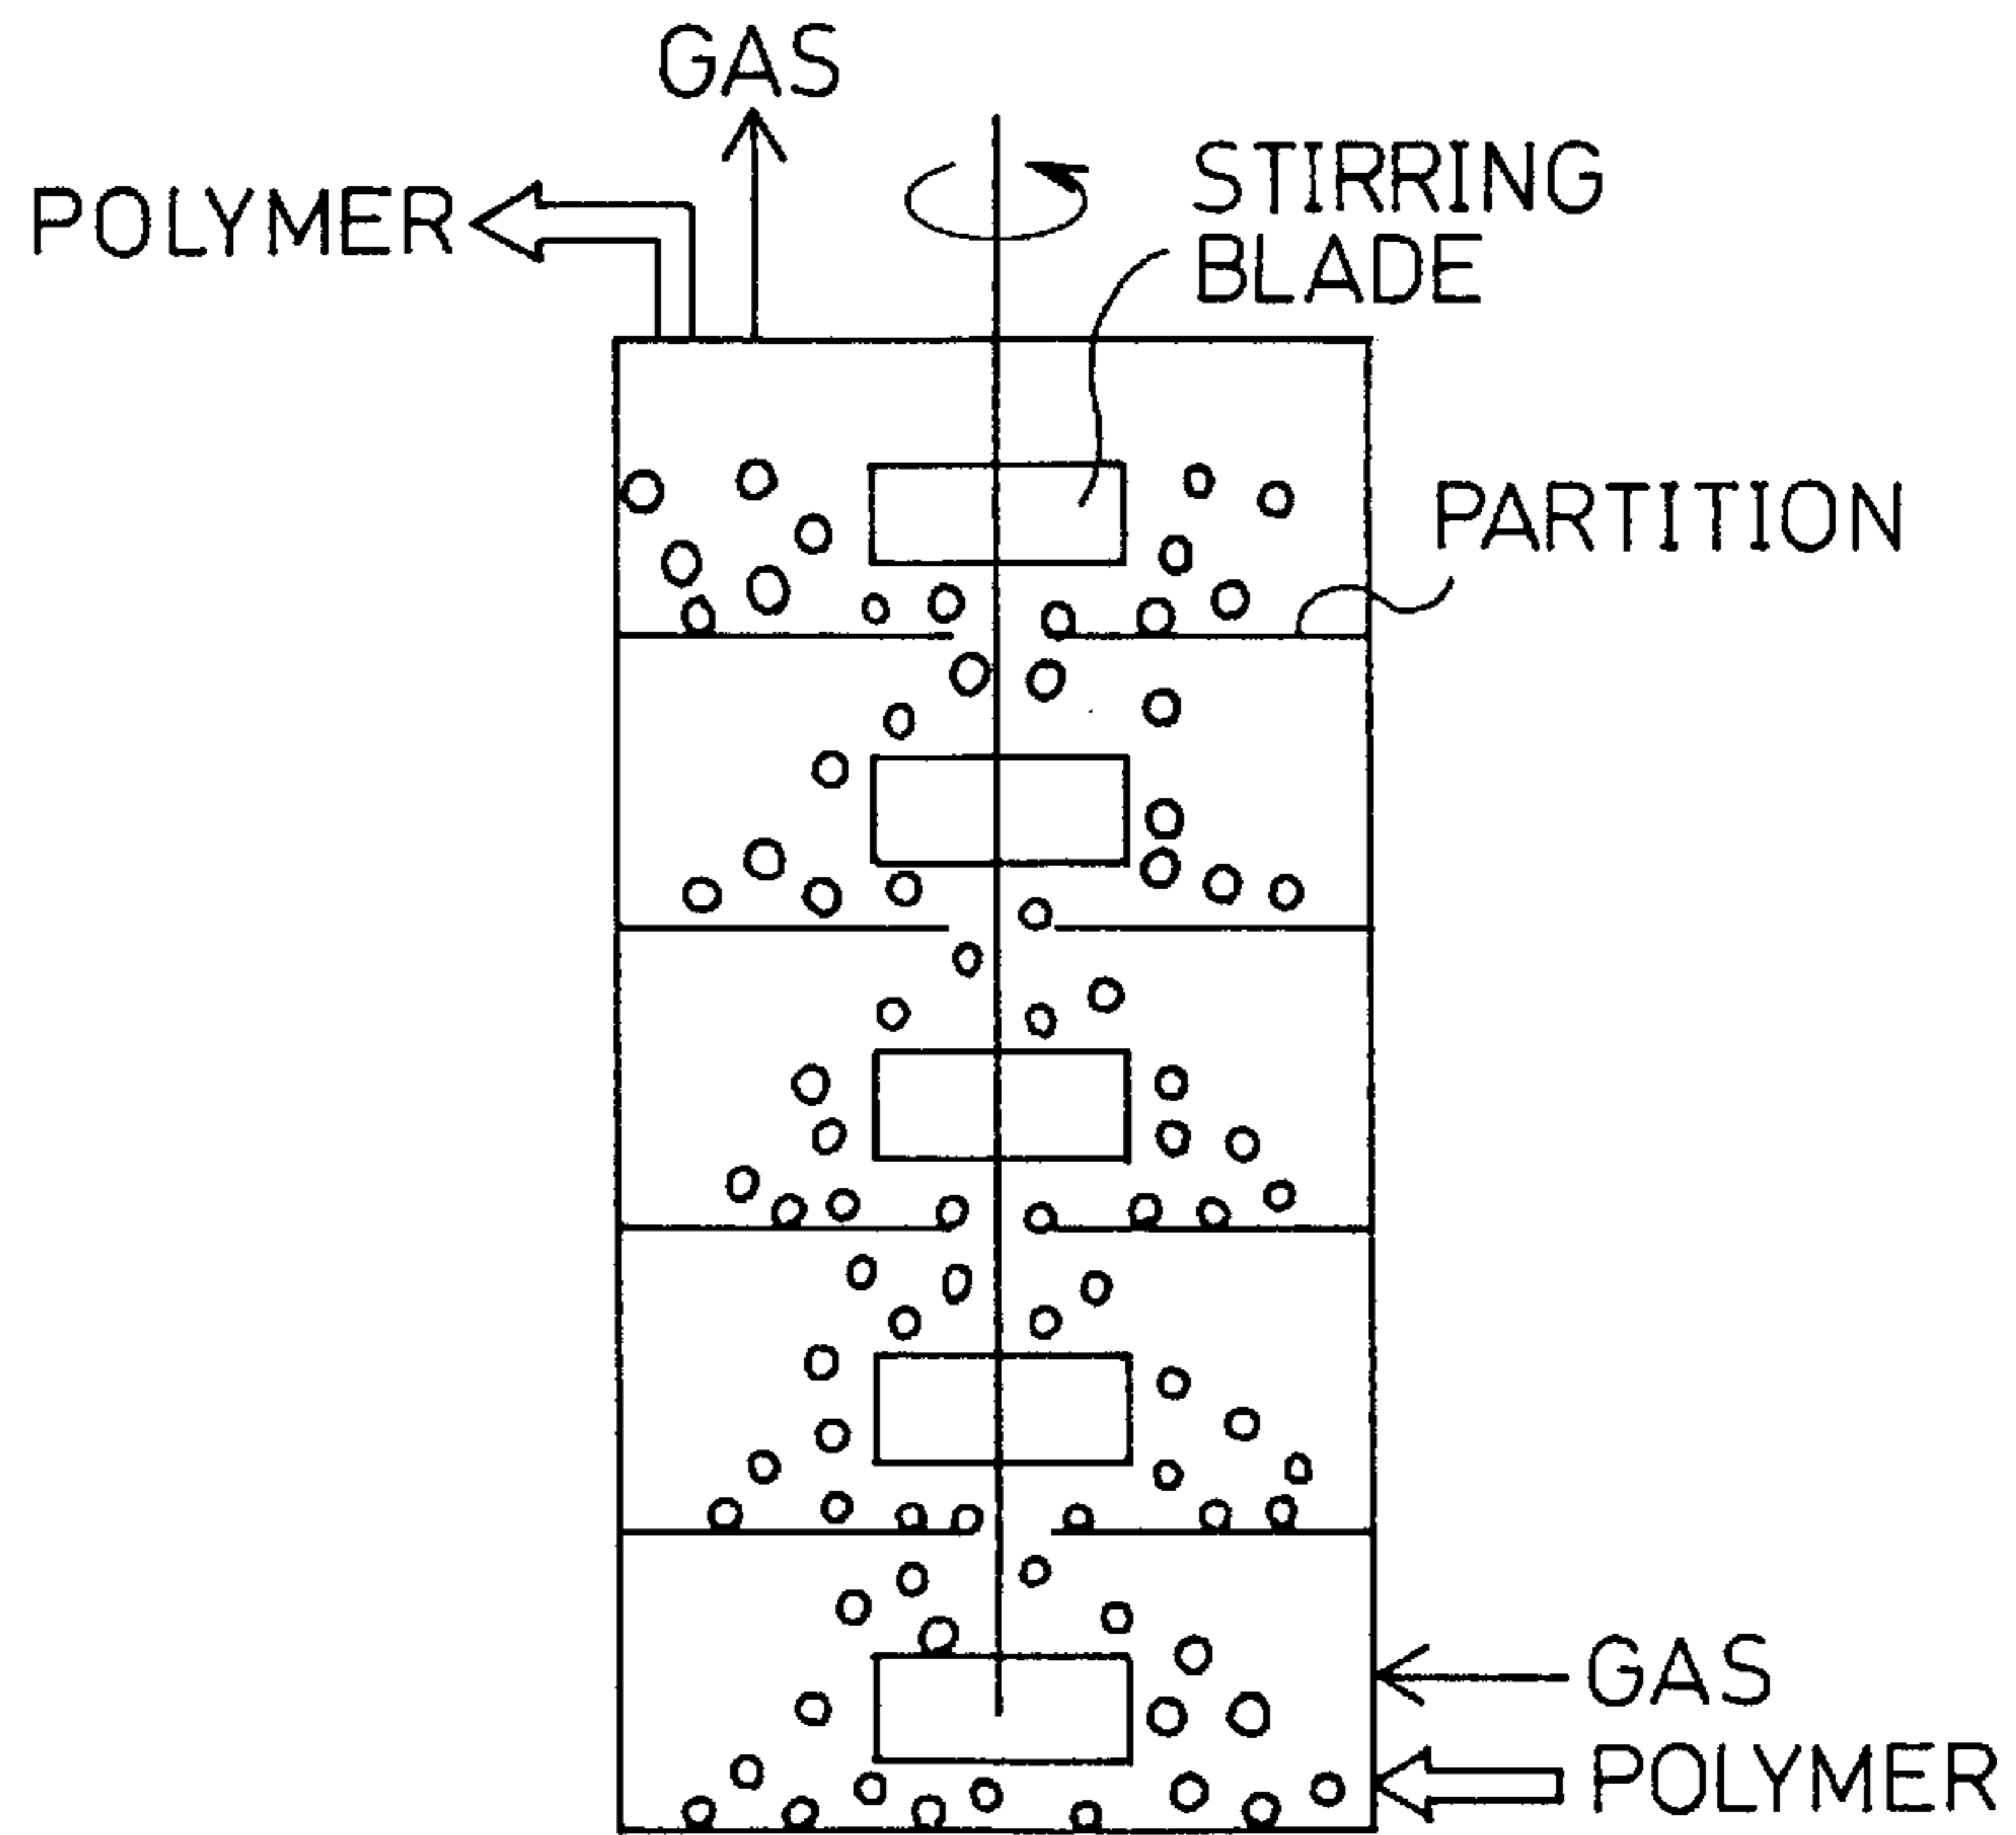 GAS
POLYMER
STIRRING
BLADE
PARTITION
GAS
POLYMER